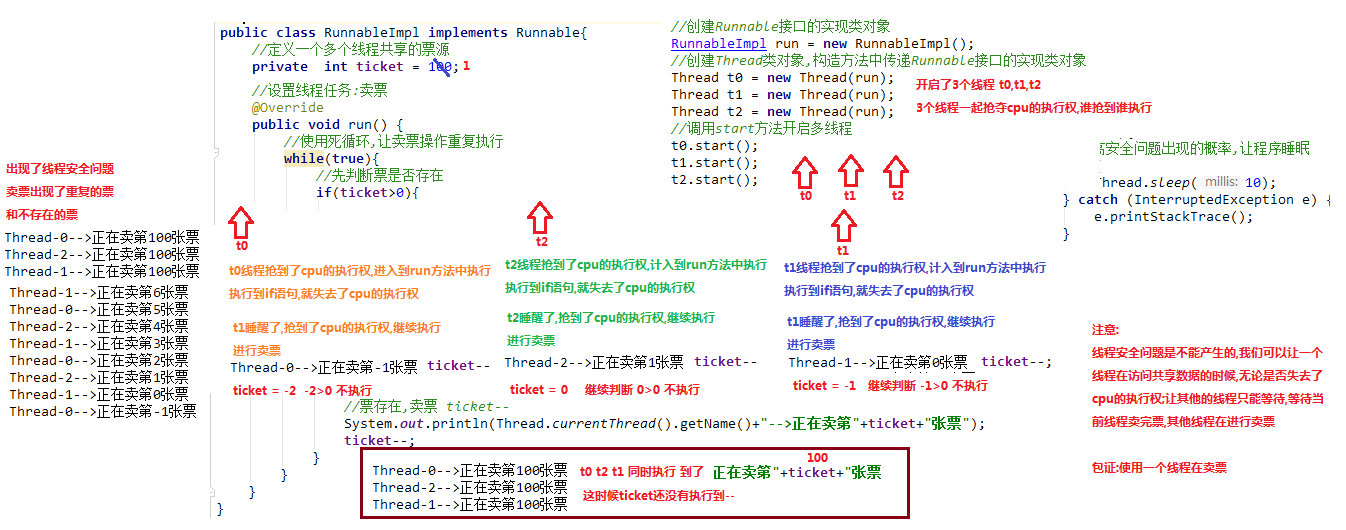 public class RunnableImpl implements Runnable{
//定义一个多个线程共享的票源
private int ticket = 100; 1
//设置线程任务:卖票
@Override
public void run() {
//使用死循环,让卖票操作重复执行
while(true){
//先判断票是否存在
if(ticket>0){
//创建Runnable接口的实现类对象
RunnableImpl run = new RunnableImpl();
//创建Thread类对象,构造方法中传递Runnable接口的实现类对象
Thread t0 = new Thread(run);
Thread t1 = new Thread(run);
Thread t2 = new Thread(run);
//调用start方法开启多线程
t0.start();
t1.start();
t2.start();
开启了3个线程 t0,t1,t2
3个线程一起抢夺cpu的执行权,谁抢到谁执行
t0
t1
t2
高安全问题出现的概率,让程序睡眠
Thread.sleep( millis: 10);
} catch (InterruptedException e) {
e.printStackTrace();
}
出现了线程安全问题
卖票出现了重复的票
和不存在的票
Thread-0-->正在卖第100张票
Thread-2-->正在卖第100张票
Thread-1-->正在卖第100张票
Thread-1-->正在卖第6张票
Thread-0-->正在卖第5张票
Thread-2-->正在卖第4张票
Thread-1-->正在卖第3张票
Thread-0-->正在卖第2张票
Thread-2-->正在卖第1张票
Thread-1-->正在卖第0张票
Thread-0-->正在卖第-1张票
t0
t0线程抢到了cpu的执行权,进入到run方法中执行
执行到if语句,就失去了cpu的执行权
t1睡醒了,抢到了cpu的执行权,继续执行
进行卖票
Thread-0-->正在卖第-1张票 ticket--
ticket = -2 -2>0 不执行
t2
t2线程抢到了cpu的执行权,计入到run方法中执行
执行到if语句,就失去了cpu的执行权
t2睡醒了,抢到了cpu的执行权,继续执行
进行卖票
Thread-2-->正在卖第1张票 ticket--
ticket = 0 继续判断 0>0 不执行
t1
t1线程抢到了cpu的执行权,计入到run方法中执行
执行到if语句,就失去了cpu的执行权
t1睡醒了,抢到了cpu的执行权,继续执行
进行卖票
Thread-1-->正在卖第0张票 ticket--;
ticket = -1 继续判断 -1>0 不执行
注意:
线程安全问题是不能产生的,我们可以让一个
线程在访问共享数据的时候,无论是否失去了
cpu的执行权;让其他的线程只能等待,等待当
前线程卖完票,其他线程在进行卖票
包证:使用一个线程在卖票
//票存在,卖票 ticket--
System.out.println(Thread.currentThread().getName()+"-->正在卖第"+ticket+"张票");
ticket--;
}
}
}
}
Thread-0-->正在卖第100张票
Thread-2-->正在卖第100张票
Thread-1-->正在卖第100张票
100
t0 t2 t1 同时执行 到了 正在卖第"+ticket+"张票
这时候ticket还没有执行到--